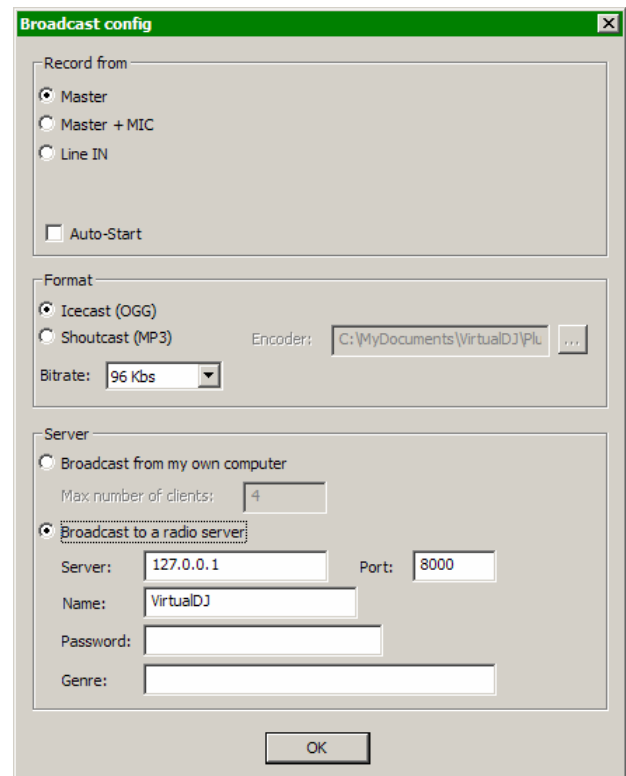 Broadcast config
Record from
Master
Master + MIC
Line IN
Auto-Start
Format
Icecast (OGG)
Shoutcast (MP3) Encoder: C:\MyDocuments\VirtualDJ\Plu ...
Bitrate: 96 Kbs
Server
Broadcast from my own computer
Max number of clients: 4
Broadcast to a radio server
Server: 127.0.0.1 Port: 8000
Name: VirtualDJ
Password:
Genre:
OK